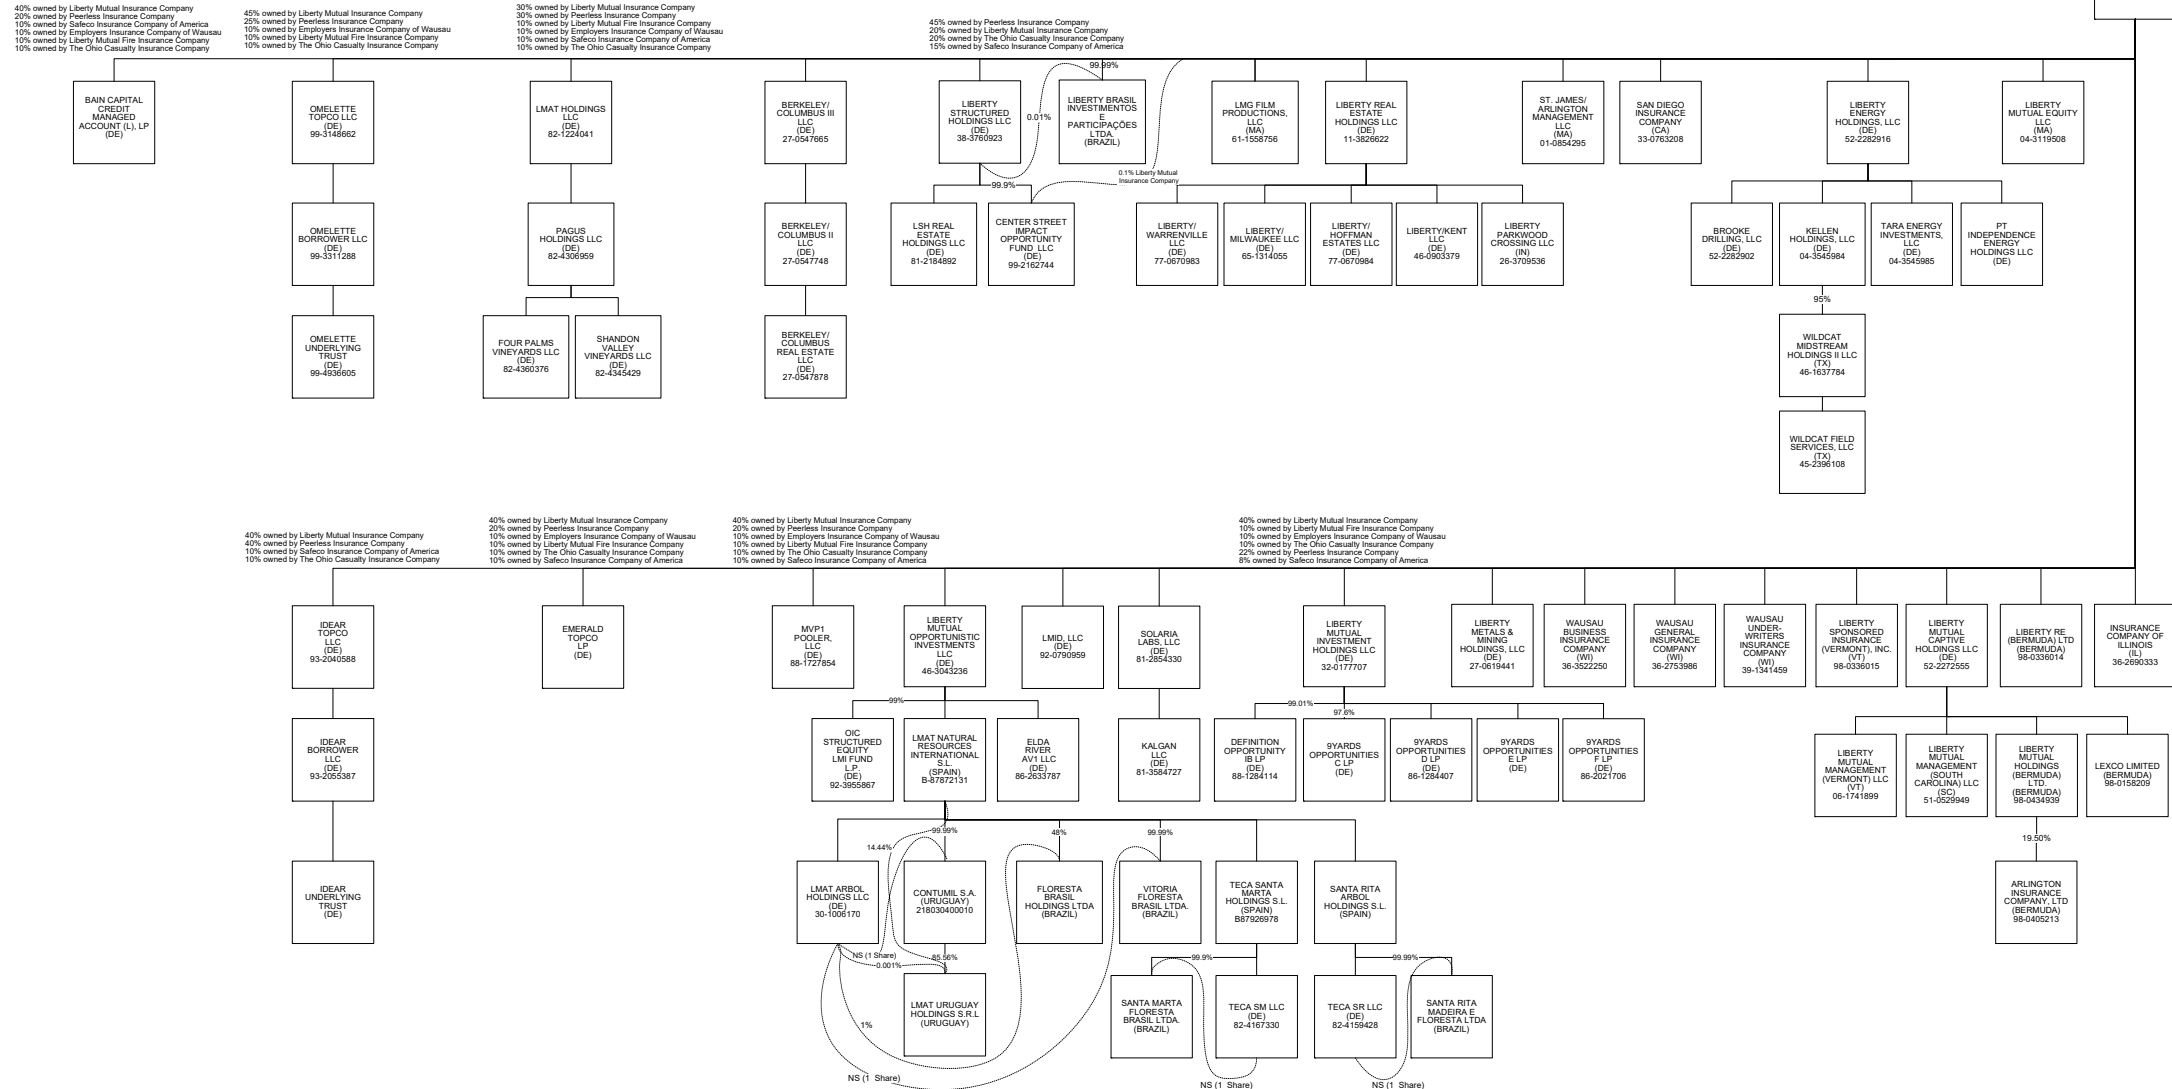 40% owned by Liberty Mutual Insurance Company
20% owned by Peerless Insurance Company
10% owned by Safeco Insurance Company of America
10% owned by Employers Insurance Company of Wausau
10% owned by Liberty Mutual Fire Insurance Company
10% owned by The Ohio Casualty Insurance Company
45% owned by Liberty Mutual Insurance Company
25% owned by Peerless Insurance Company
10% owned by Employers Insurance Company of Wausau
10% owned by Liberty Mutual Fire Insurance Company
10% owned by The Ohio Casualty Insurance Company
30% owned by Liberty Mutual Insurance Company
30% owned by Peerless Insurance Company
10% owned by Liberty Mutual Fire Insurance Company
10% owned by Employers Insurance Company of Wausau
10% owned by Safeco Insurance Company of America
10% owned by The Ohio Casualty Insurance Company
45% owned by Peerless Insurance Company
20% owned by Liberty Mutual Insurance Company
20% owned by The Ohio Casualty Insurance Company
15% owned by Safeco Insurance Company of America
BAIN CAPITAL
CREDIT
MANAGED
ACCOUNT (L), LP
(DE)
OMELETTE
TOPCO LLC
(DE)
99-3148662
LMAT HOLDINGS
LLC
(DE)
82-1224041
BERKELEY/
COLUMBUS III
LLC
(DE)
27-0547665
LIBERTY
STRUCTURED
HOLDINGS LLC
(DE)
38-3760923
0.01%
99.99%
LIBERTY BRASIL
INVESTIMENTOS
E
PARTICIPAÇÕES
LTDA.
(BRAZIL)
LMG FILM
PRODUCTIONS,
LLC
(MA)
61-1558756
LIBERTY REAL
ESTATE
HOLDINGS LLC
(DE)
11-3826622
ST. JAMES/
ARLINGTON
MANAGEMENT
LLC
(MA)
01-0854295
SAN DIEGO
INSURANCE
COMPANY
(CA)
33-0763208
LIBERTY
ENERGY
HOLDINGS, LLC
(DE)
52-2282916
LIBERTY
MUTUAL EQUITY
LLC
(MA)
04-3119508
99.9%
0.1% Liberty Mutual
Insurance Company
OMELETTE
BORROWER LLC
(DE)
99-3311288
PAGUS
HOLDINGS LLC
(DE)
82-4306959
BERKELEY/
COLUMBUS II
LLC
(DE)
27-0547748
LSH REAL
ESTATE
HOLDINGS LLC
(DE)
81-2184892
CENTER STREET
IMPACT
OPPORTUNITY
FUND LLC
(DE)
99-2162744
LIBERTY/
WARRENVILLE
LLC
(DE)
77-0670983
LIBERTY/
MILWAUKEE LLC
(DE)
65-1314055
LIBERTY/
HOFFMAN
ESTATES LLC
(DE)
77-0670984
LIBERTY/KENT
LLC
(DE)
46-0903379
LIBERTY
PARKWOOD
CROSSING LLC
(IN)
26-3709536
BROOKE
DRILLING, LLC
(DE)
52-2282902
KELLEN
HOLDINGS, LLC
(DE)
04-3545984
TARA ENERGY
INVESTMENTS,
LLC
(DE)
04-3545985
PT
INDEPENDENCE
ENERGY
HOLDINGS LLC
(DE)
95%
OMELETTE
UNDERLYING
TRUST
(DE)
99-4936605
FOUR PALMS
VINEYARDS LLC
(DE)
82-4360376
SHANDON
VALLEY
VINEYARDS LLC
(DE)
82-4345429
BERKELEY/
COLUMBUS
REAL ESTATE
LLC
(DE)
27-0547878
WILDCAT
MIDSTREAM
HOLDINGS II LLC
(TX)
46-1637784
WILDCAT FIELD
SERVICES, LLC
(TX)
45-2396108
40% owned by Liberty Mutual Insurance Company
40% owned by Peerless Insurance Company
10% owned by Safeco Insurance Company of America
10% owned by The Ohio Casualty Insurance Company
40% owned by Liberty Mutual Insurance Company
20% owned by Peerless Insurance Company
10% owned by Employers Insurance Company of Wausau
10% owned by Liberty Mutual Fire Insurance Company
10% owned by The Ohio Casualty Insurance Company
10% owned by Safeco Insurance Company of America
40% owned by Liberty Mutual Insurance Company
20% owned by Peerless Insurance Company
10% owned by Employers Insurance Company of Wausau
10% owned by Liberty Mutual Fire Insurance Company
10% owned by The Ohio Casualty Insurance Company
10% owned by Safeco Insurance Company of America
40% owned by Liberty Mutual Insurance Company
10% owned by Liberty Mutual Fire Insurance Company
10% owned by Employers Insurance Company of Wausau
10% owned by The Ohio Casualty Insurance Company
22% owned by Peerless Insurance Company
8% owned by Safeco Insurance Company of America
IDEAR
TOPCO
LLC
(DE)
93-2040588
EMERALD
TOPCO
LP
(DE)
MVP1
POOLER,
LLC
(DE)
88-1727854
LIBERTY
MUTUAL
OPPORTUNISTIC
INVESTMENTS
LLC
(DE)
46-3043236
LMID, LLC
(DE)
92-0790959
SOLARIA
LABS, LLC
(DE)
81-2854330
LIBERTY
MUTUAL
INVESTMENT
HOLDINGS LLC
(DE)
32-0177707
LIBERTY
METALS &
MINING
HOLDINGS, LLC
(DE)
27-0619441
WAUSAU
BUSINESS
INSURANCE
COMPANY
(WI)
36-3522250
WAUSAU
GENERAL
INSURANCE
COMPANY
(WI)
36-2753986
WAUSAU
UNDER-
WRITERS
INSURANCE
COMPANY
(WI)
39-1341459
LIBERTY
SPONSORED
INSURANCE
(VERMONT), INC.
(VT)
98-0336015
LIBERTY
MUTUAL
CAPTIVE
HOLDINGS LLC
(DE)
52-2272555
LIBERTY RE
(BERMUDA) LTD
(BERMUDA)
98-0336014
INSURANCE
COMPANY OF
ILLINOIS
(IL)
36-2690333
99%
99.01%
97.6%
IDEAR
BORROWER
LLC
(DE)
93-2055387
OIC
STRUCTURED
EQUITY
LMI FUND
L.P.
(DE)
92-3955867
LMAT NATURAL
RESOURCES
INTERNATIONAL
S.L.
(SPAIN)
B-87872131
ELDA
RIVER
AV1 LLC
(DE)
86-2633787
KALGAN
LLC
(DE)
81-3584727
DEFINITION
OPPORTUNITY
IB LP
(DE)
88-1284114
9YARDS
OPPORTUNITIES
C LP
(DE)
9YARDS
OPPORTUNITIES
D LP
(DE)
86-1284407
9YARDS
OPPORTUNITIES
E LP
(DE)
9YARDS
OPPORTUNITIES
F LP
(DE)
86-2021706
LIBERTY
MUTUAL
MANAGEMENT
(VERMONT) LLC
(VT)
06-1741899
LIBERTY
MUTUAL
MANAGEMENT
(SOUTH
CAROLINA) LLC
(SC)
51-0529949
LIBERTY
MUTUAL
HOLDINGS
(BERMUDA)
LTD.
(BERMUDA)
98-0434939
LEXCO LIMITED
(BERMUDA)
98-0158209
99.99%
48%
99.99%
14.44%
19.50%
IDEAR
UNDERLYING
TRUST
(DE)
LMAT ARBOL
HOLDINGS LLC
(DE)
30-1006170
CONTUMIL S.A.
(URUGUAY)
218030400010
FLORESTA
BRASIL
HOLDINGS LTDA
(BRAZIL)
VITORIA
FLORESTA
BRASIL LTDA.
(BRAZIL)
TECA SANTA
MARTA
HOLDINGS S.L.
(SPAIN)
B87926978
SANTA RITA
ARBOL
HOLDINGS S.L.
(SPAIN)
ARLINGTON
INSURANCE
COMPANY, LTD
(BERMUDA)
98-0405213
NS (1 Share)
0.001%
85.56%
99.9%
99.99%
LMAT URUGUAY
HOLDINGS S.R.L
(URUGUAY)
SANTA MARTA
FLORESTA
BRASIL LTDA.
(BRAZIL)
TECA SM LLC
(DE)
82-4167330
TECA SR LLC
(DE)
82-4159428
SANTA RITA
MADEIRA E
FLORESTA LTDA
(BRAZIL)
1%
NS (1 Share)
NS (1 Share)
NS (1 Share)